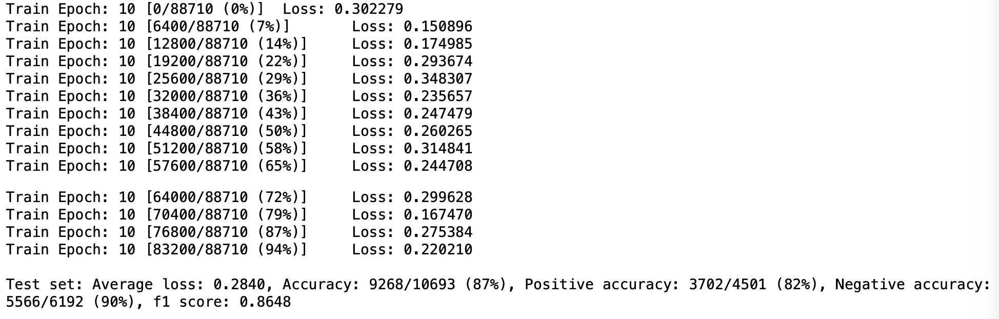 Train Epoch: 10 [0/88710 (0%)]	Loss: 0.302279
Train Epoch: 10 [6400/88710 (7%)]	Loss: 0.150896
Train Epoch: 10 [12800/88710 (14%)]	Loss: 0.174985
Train Epoch: 10 [19200/88710 (22%)]	Loss: 0.293674
Train Epoch: 10 [25600/88710 (29%)]	Loss: 0.348307
Train Epoch: 10 [32000/88710 (36%)]	Loss: 0.235657
Train Epoch: 10 [38400/88710 (43%)]	Loss: 0.247479
Train Epoch: 10 [44800/88710 (50%)]	Loss: 0.260265
Train Epoch: 10 [51200/88710 (58%)]	Loss: 0.314841
Train Epoch: 10 [57600/88710 (65%)]	Loss: 0.244708
Train Epoch: 10 [64000/88710 (72%)]	Loss: 0.299628
Train Epoch: 10 [70400/88710 (79%)]	Loss: 0.167470
Train Epoch: 10 [76800/88710 (87%)]	Loss: 0.275384
Train Epoch: 10 [83200/88710 (94%)]	Loss: 0.220210
Test set: Average loss: 0.2840, Accuracy: 9268/10693 (87%), Positive accuracy: 3702/4501 (82%), Negative accuracy:
5566/6192 (90%), f1 score: 0.8648